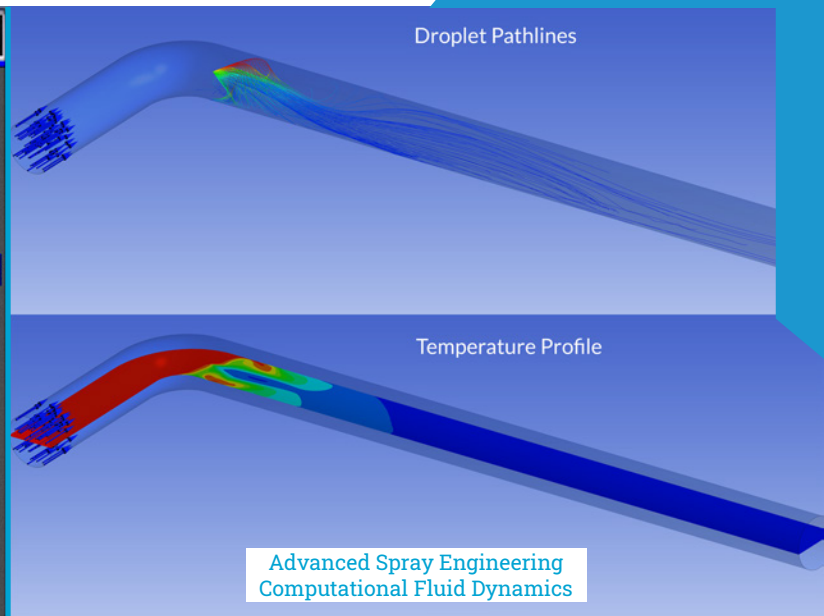 Droplet Pathlines
Temperature Profile
Advanced Spray Engineering
Computational Fluid Dynamics